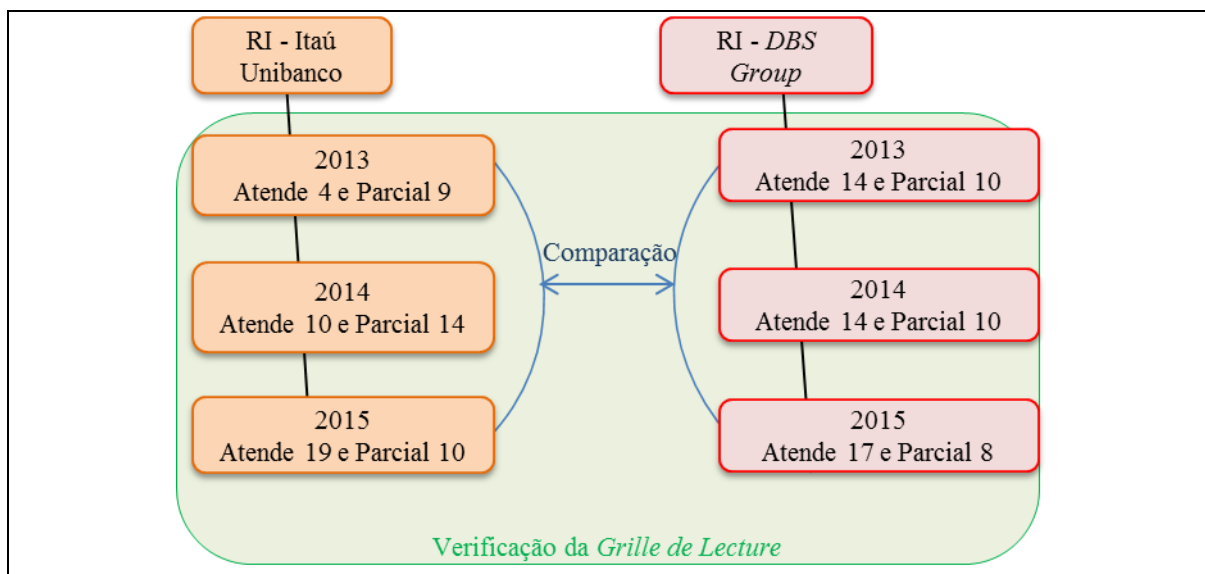 RI - Itaú
Unibanco
2013
Atende 4 e Parcial 9
2014
Atende 10 e Parcial 14
2015
Atende 19 e Parcial 10
Comparação
RI - DBS
Group
2013
Atende 14 e Parcial 10
2014
Atende 14 e Parcial 10
2015
Atende 17 e Parcial 8
Verificação da Grille de Lecture